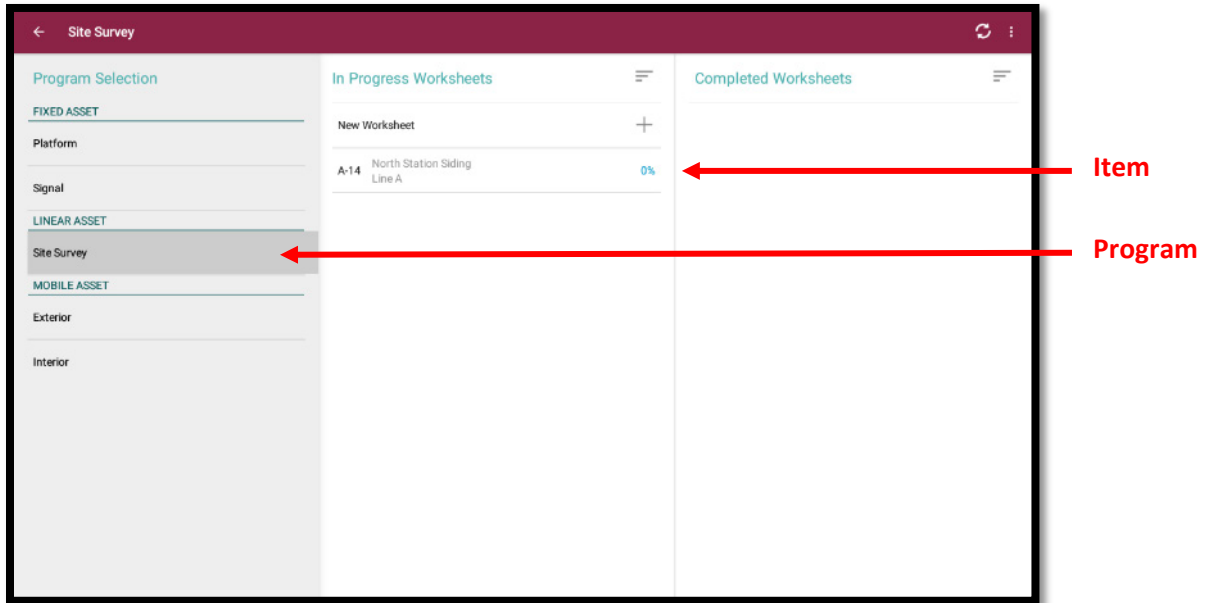 Site Survey
Program Selection
FIXED ASSET
Platform
Signal
LINEAR ASSET
Site Survey
MOBILE ASSET
Exterior
Interior
In Progress Worksheets
New Worksheet
A-14 North Station Siding
Line A
0%
Completed Worksheets
Item
Program